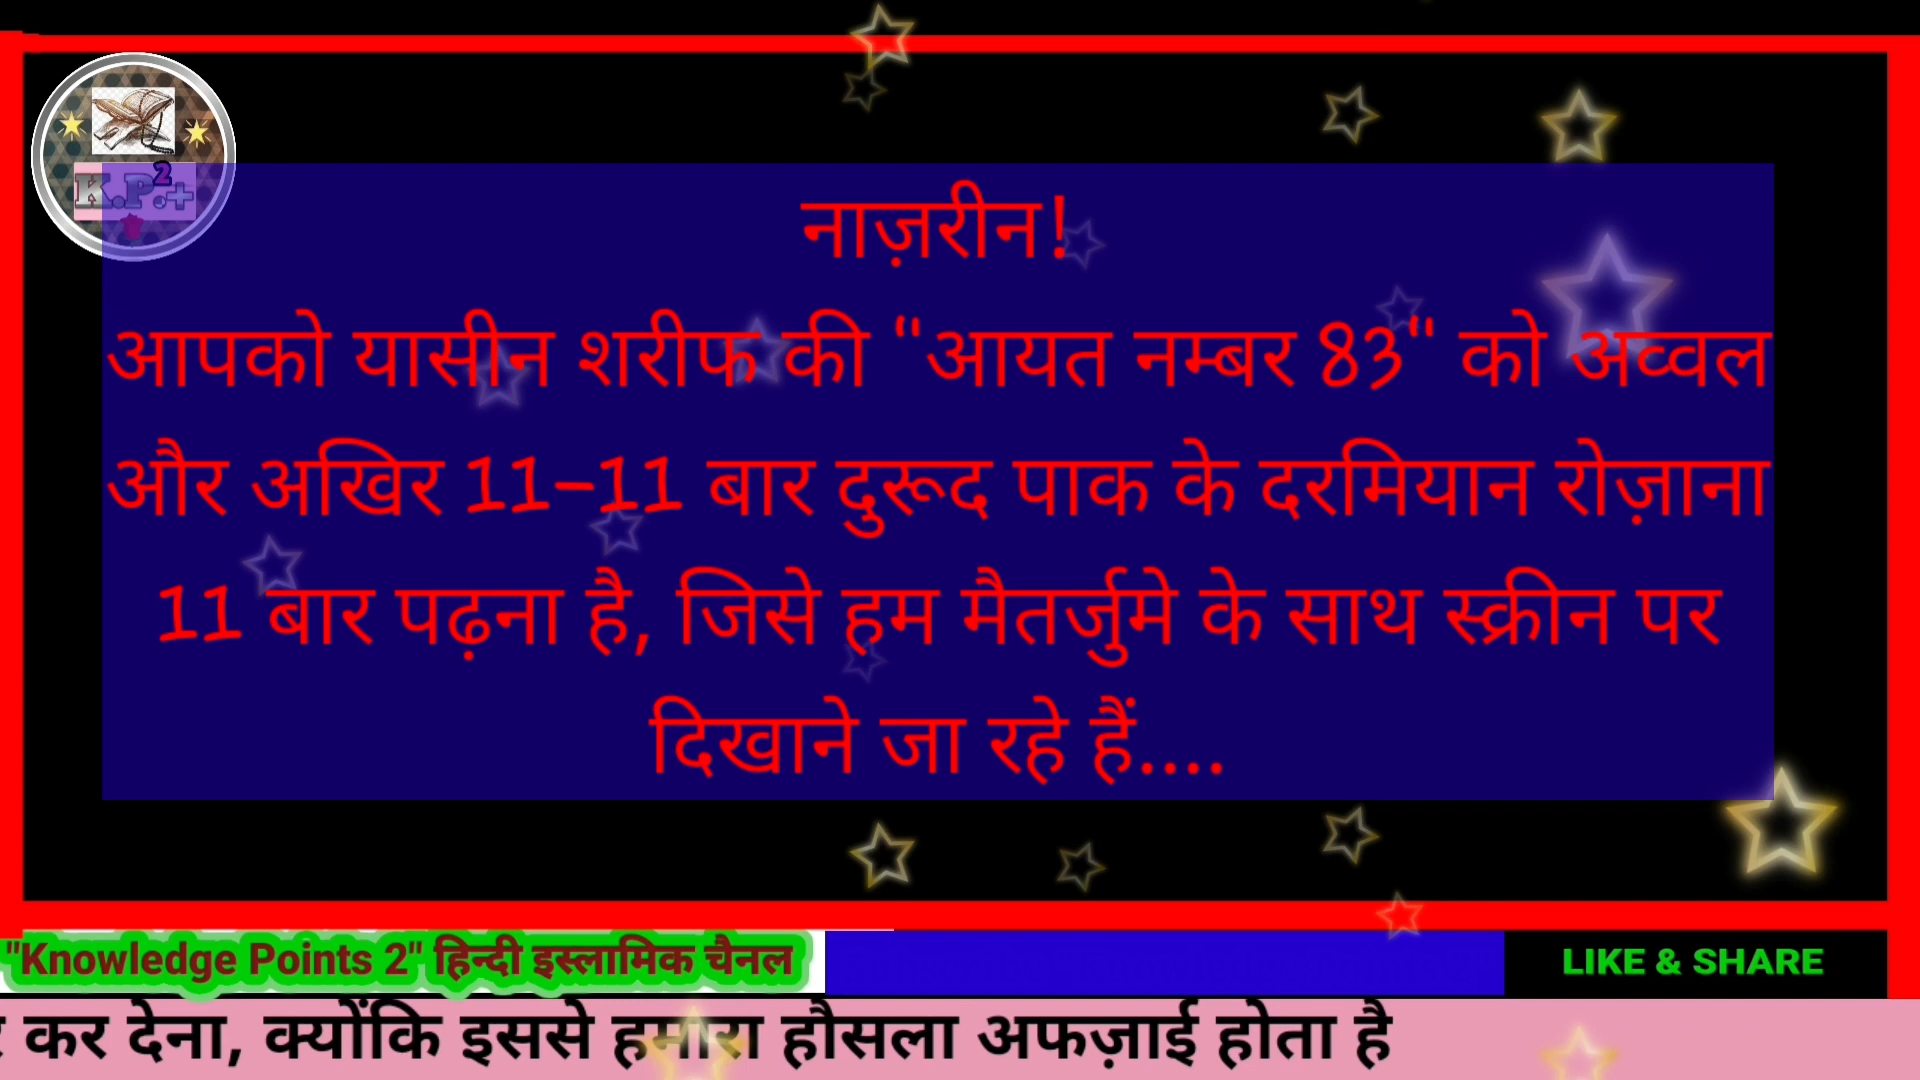 K.P.²+
नाज़रीन!
आपको यासीन शरीफ की "आयत नम्बर 83" को अव्वल
और अखिर 11-11 बार दुरूद पाक के दरमियान रोज़ाना
11 बार पढ़ना है, जिसे हम मैतर्जुमे के साथ स्क्रीन पर
दिखाने जा रहे हैं....
"Knowledge Points 2" हिन्दी इस्लामिक चैनल
LIKE & SHARE
कर देना, क्योंकि इससे हमारा हौसला अफज़ाई होता है